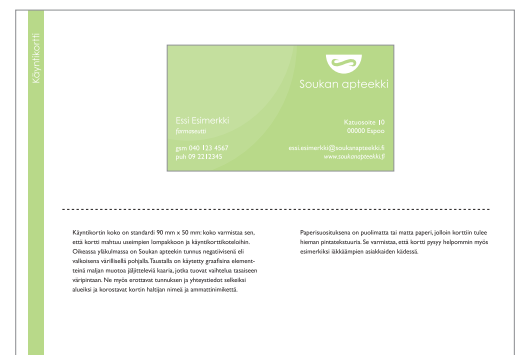 Käyntikortti
Soukan apteekki
Essi Esimerkki
farmaseutti
gsm 040 123 4567
puh 09 2212345
Katuosoite 10
00000 Espoo
essi.esimerkki@soukanapteekki.fi
www.soukanapteekki.fi
Käyntikortin koko on standardi 90 mm x 50 mm: koko varmistaa sen,
että kortti mahtuu useimpien lompakkoon ja käyntikorttikoteloihin.
Oikeassa yläkulmassa on Soukan apteekin tunnus negatiivisenä eli
valkoisena värillisellä pohjalla. Taustalla on käytetty graafisina element-
teinä maljan muotoa jäljitteleviä kaaria, jotka tuovat vaihtelua tasaiseen
väripintaan. Ne myös erottavat tunnuksen ja yhteystiedot selkeiksi
alueiksi ja korostavat kortin haltijan nimeä ja ammattinimikettä.
Paperisuosituksena on puolimatta tai matta paperi, jolloin korttiin tulee
hieman pintatekstuuria. Se varmistaa, että kortti pysyy helpommin myös
esimerkiksi iäkkäämpien asiakkaiden kädessä.